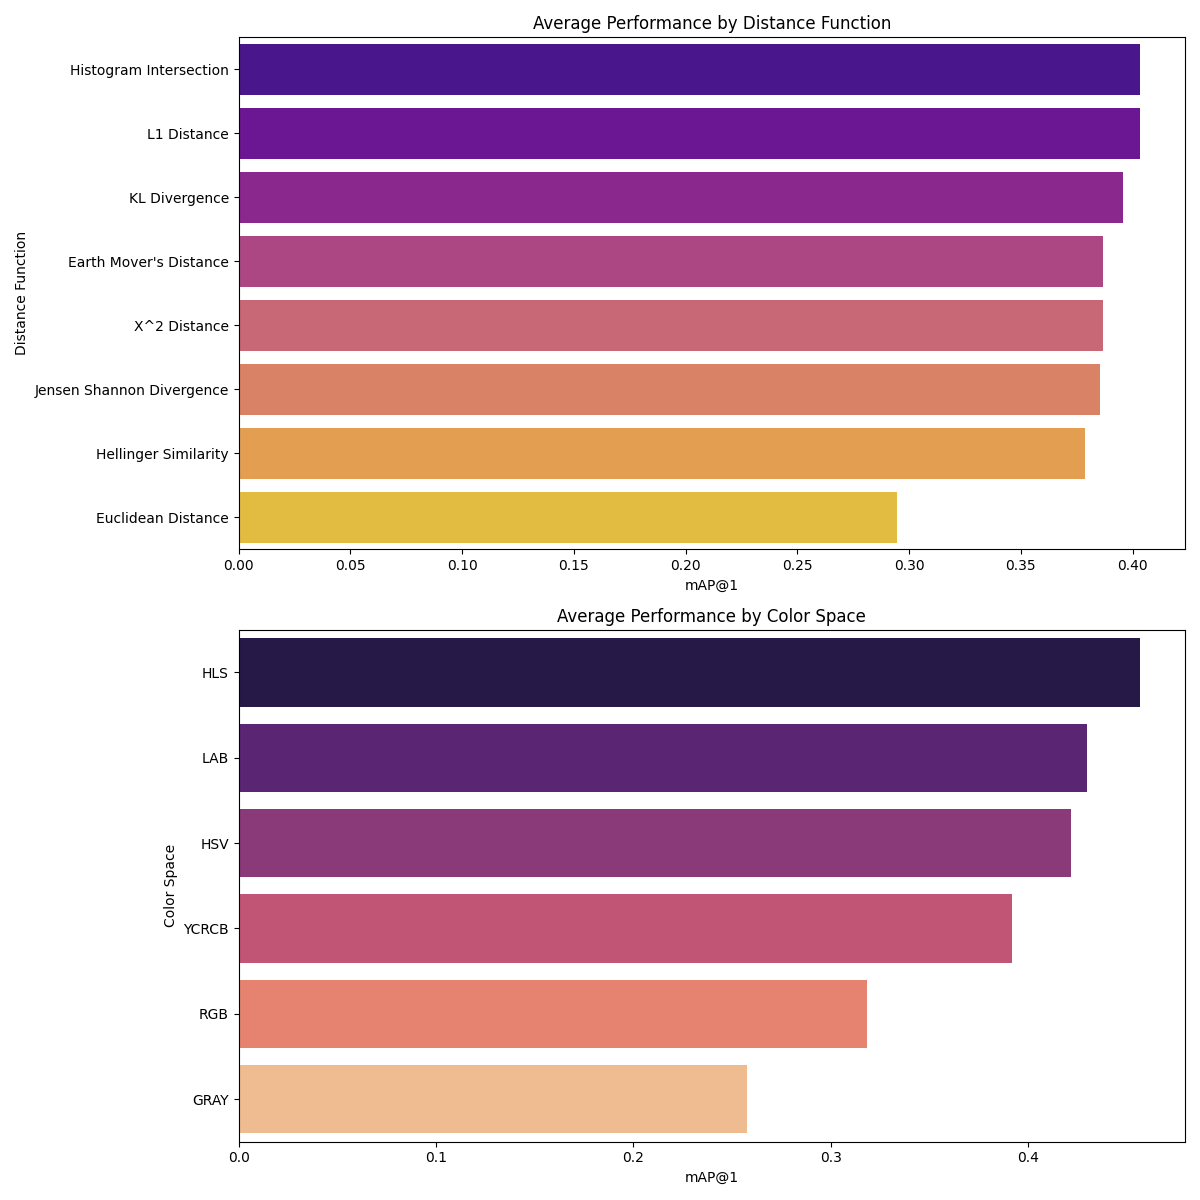 Average Performance by Distance Function
Distance Function
Histogram Intersection
L1 Distance
KL Divergence
Earth Mover's Distance
X^2 Distance
Jensen Shannon Divergence
Hellinger Similarity
Euclidean Distance
0.00 0.05 0.10 0.15 0.20 0.25 0.30 0.35 0.40
mAP@1
Average Performance by Color Space
Color Space
HLS
LAB
HSV
YCRCB
RGB
GRAY
0.0 0.1 0.2 0.3 0.4
mAP@1